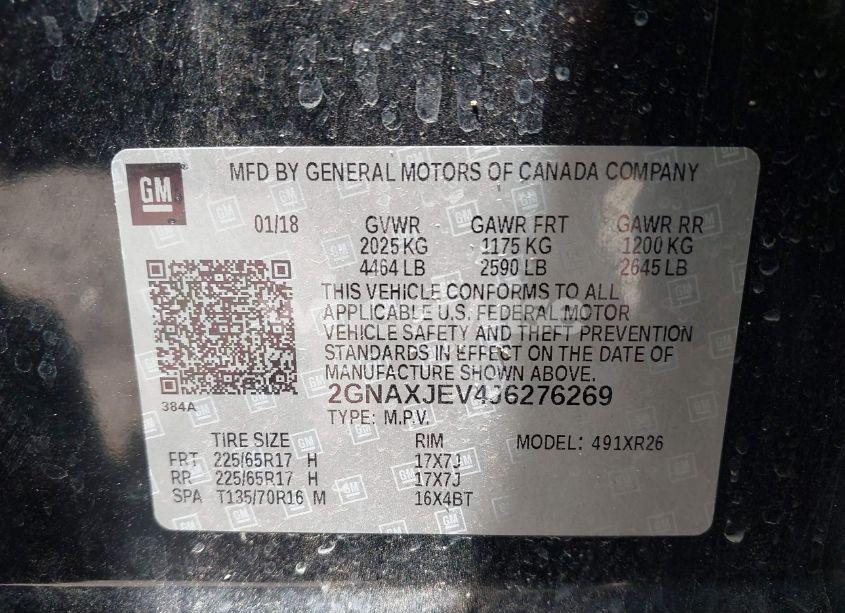 MFD BY GENERAL MOTORS OF CANADA COMPANY
GM
01/18 GVWR GAWR FRT GAWR RR
2025 KG 1175 KG 1200 KG
4464 LB 2590 LB 2645 LB
THIS VEHICLE CONFORMS TO ALL
APPLICABLE U.S. FEDERAL MOTOR
VEHICLE SAFETY AND THEFT PREVENTION
STANDARDS IN EFFECT ON THE DATE OF
MANUFACTURE SHOWN ABOVE.
384A
2GNAXJEV4J6276269
TYPE: M.P.V.
TIRE SIZE RIM MODEL: 491XR26
FRT 225/65R17 H 17X7J
RR 225/65R17 H 17X7J
SPA T135/70R16 M 16X4BT